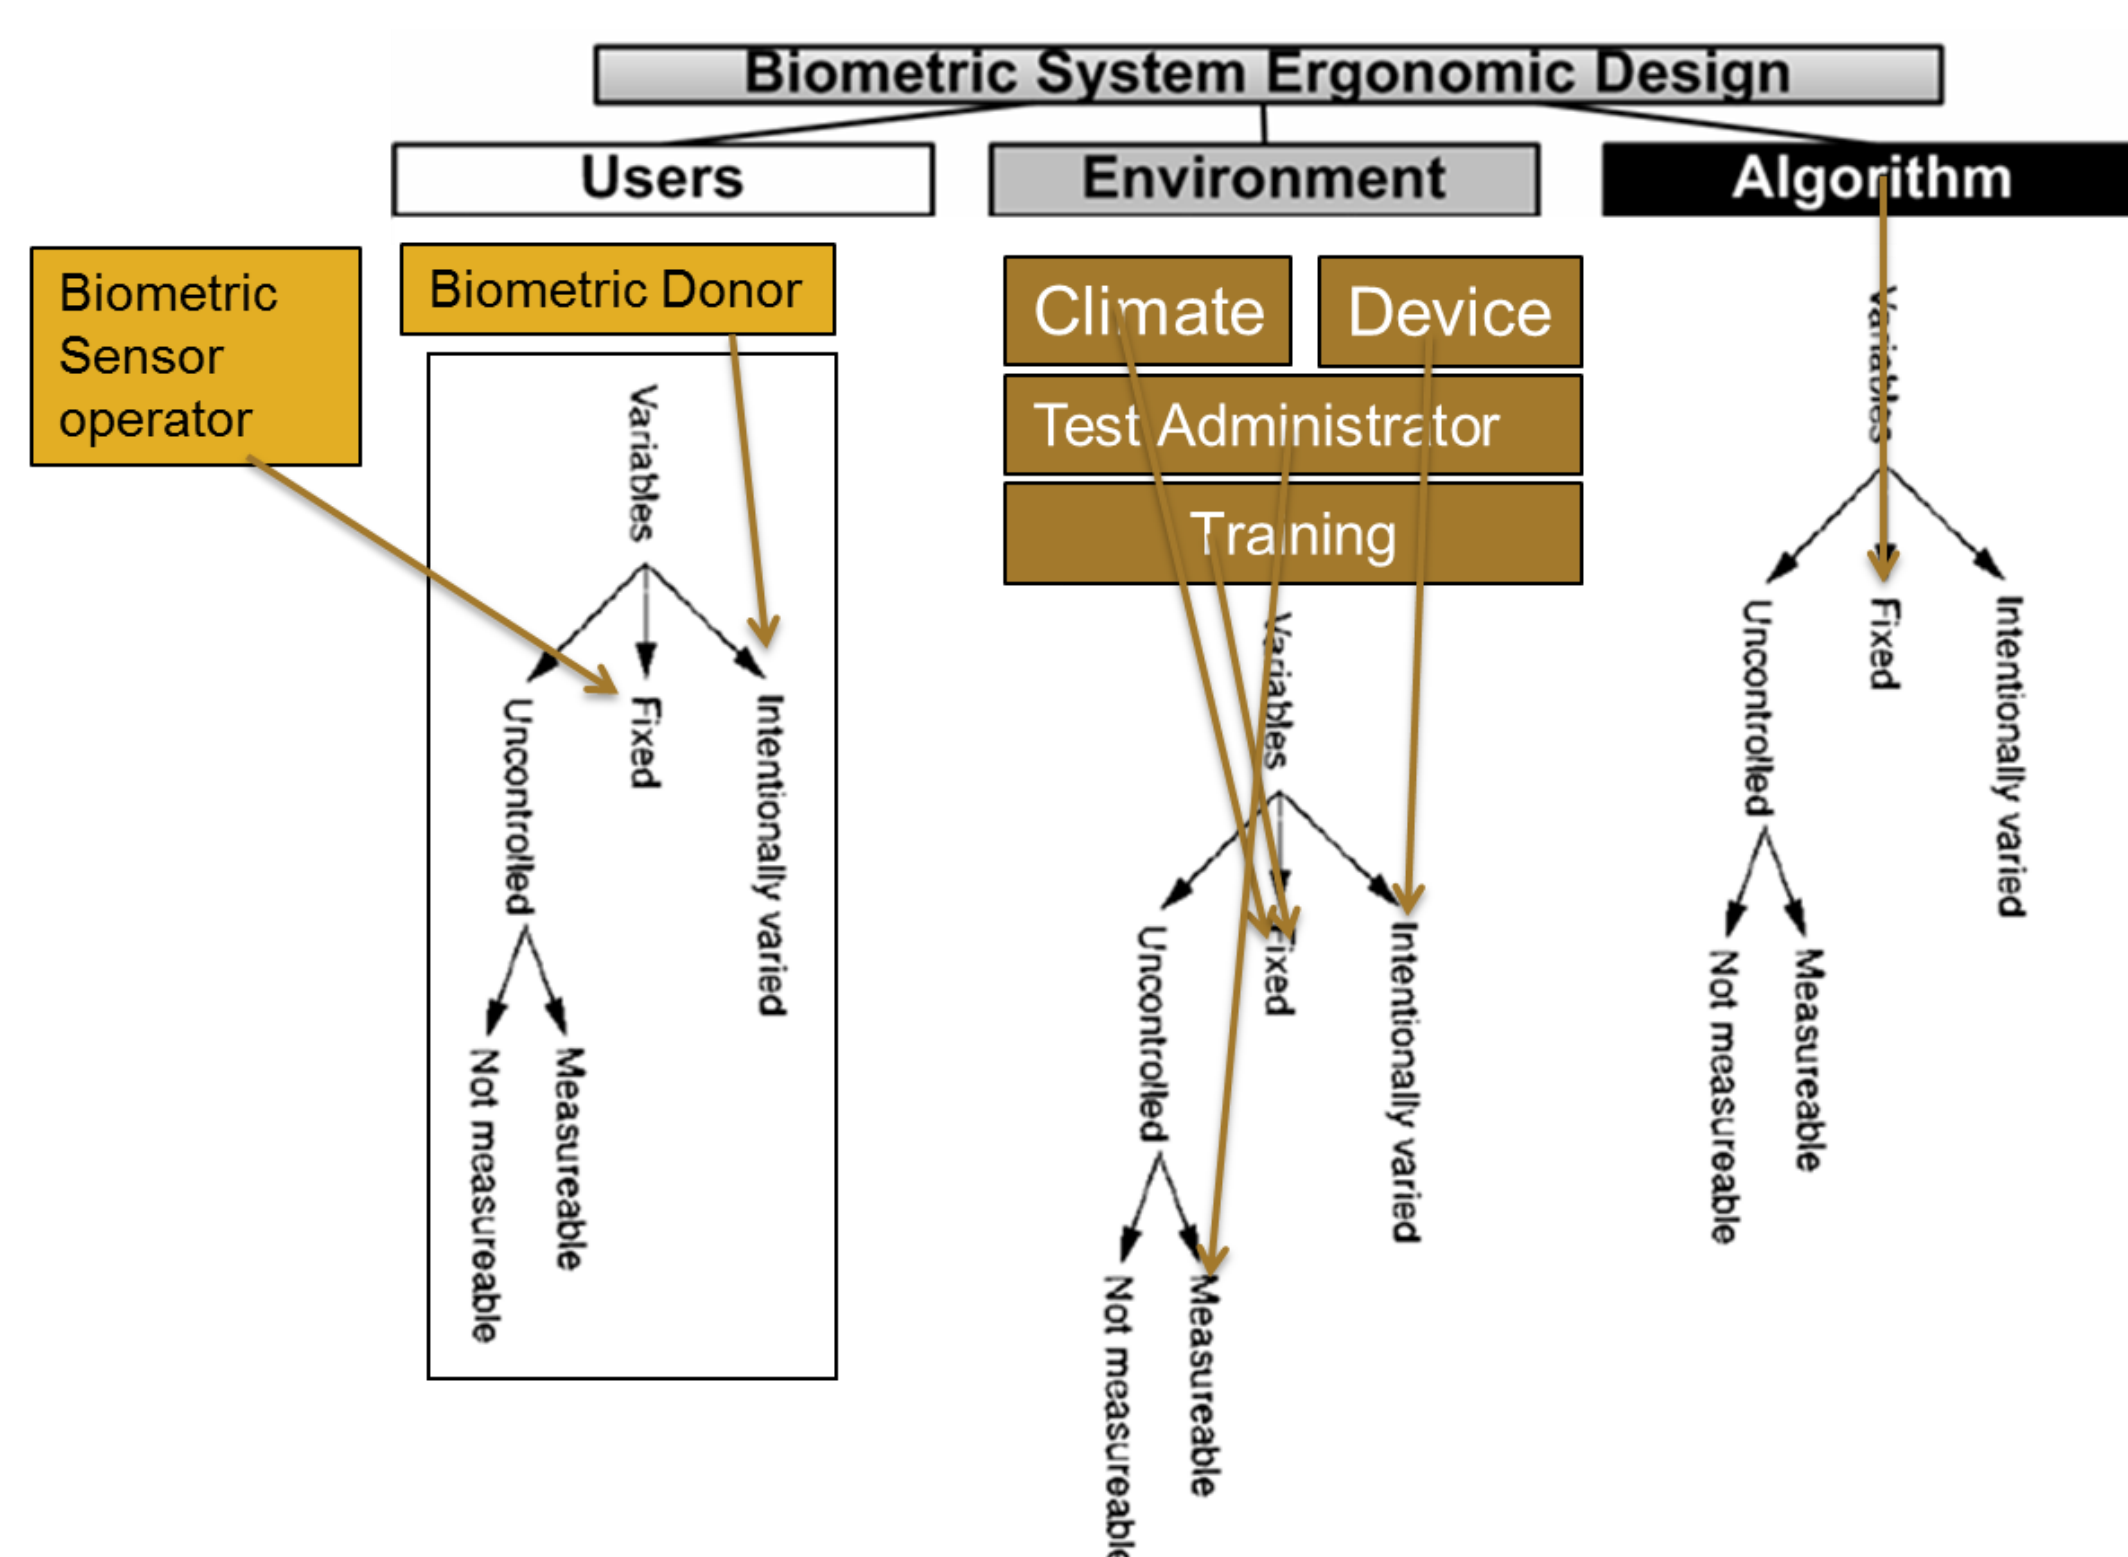 Biometric System Ergonomic Design
Users
Environment
Algorithm
Biometric
Sensor
operator
Biometric Donor
Climate
Device
Test Administrator
Training
Variables
Uncontrolled
Fixed
Intentionally varied
Not measureable
Measureable
Variables
Uncontrolled
Fixed
Intentionally varied
Not measureable
Measureable
Variables
Uncontrolled
Fixed
Intentionally varied
Not measureable
Measureable